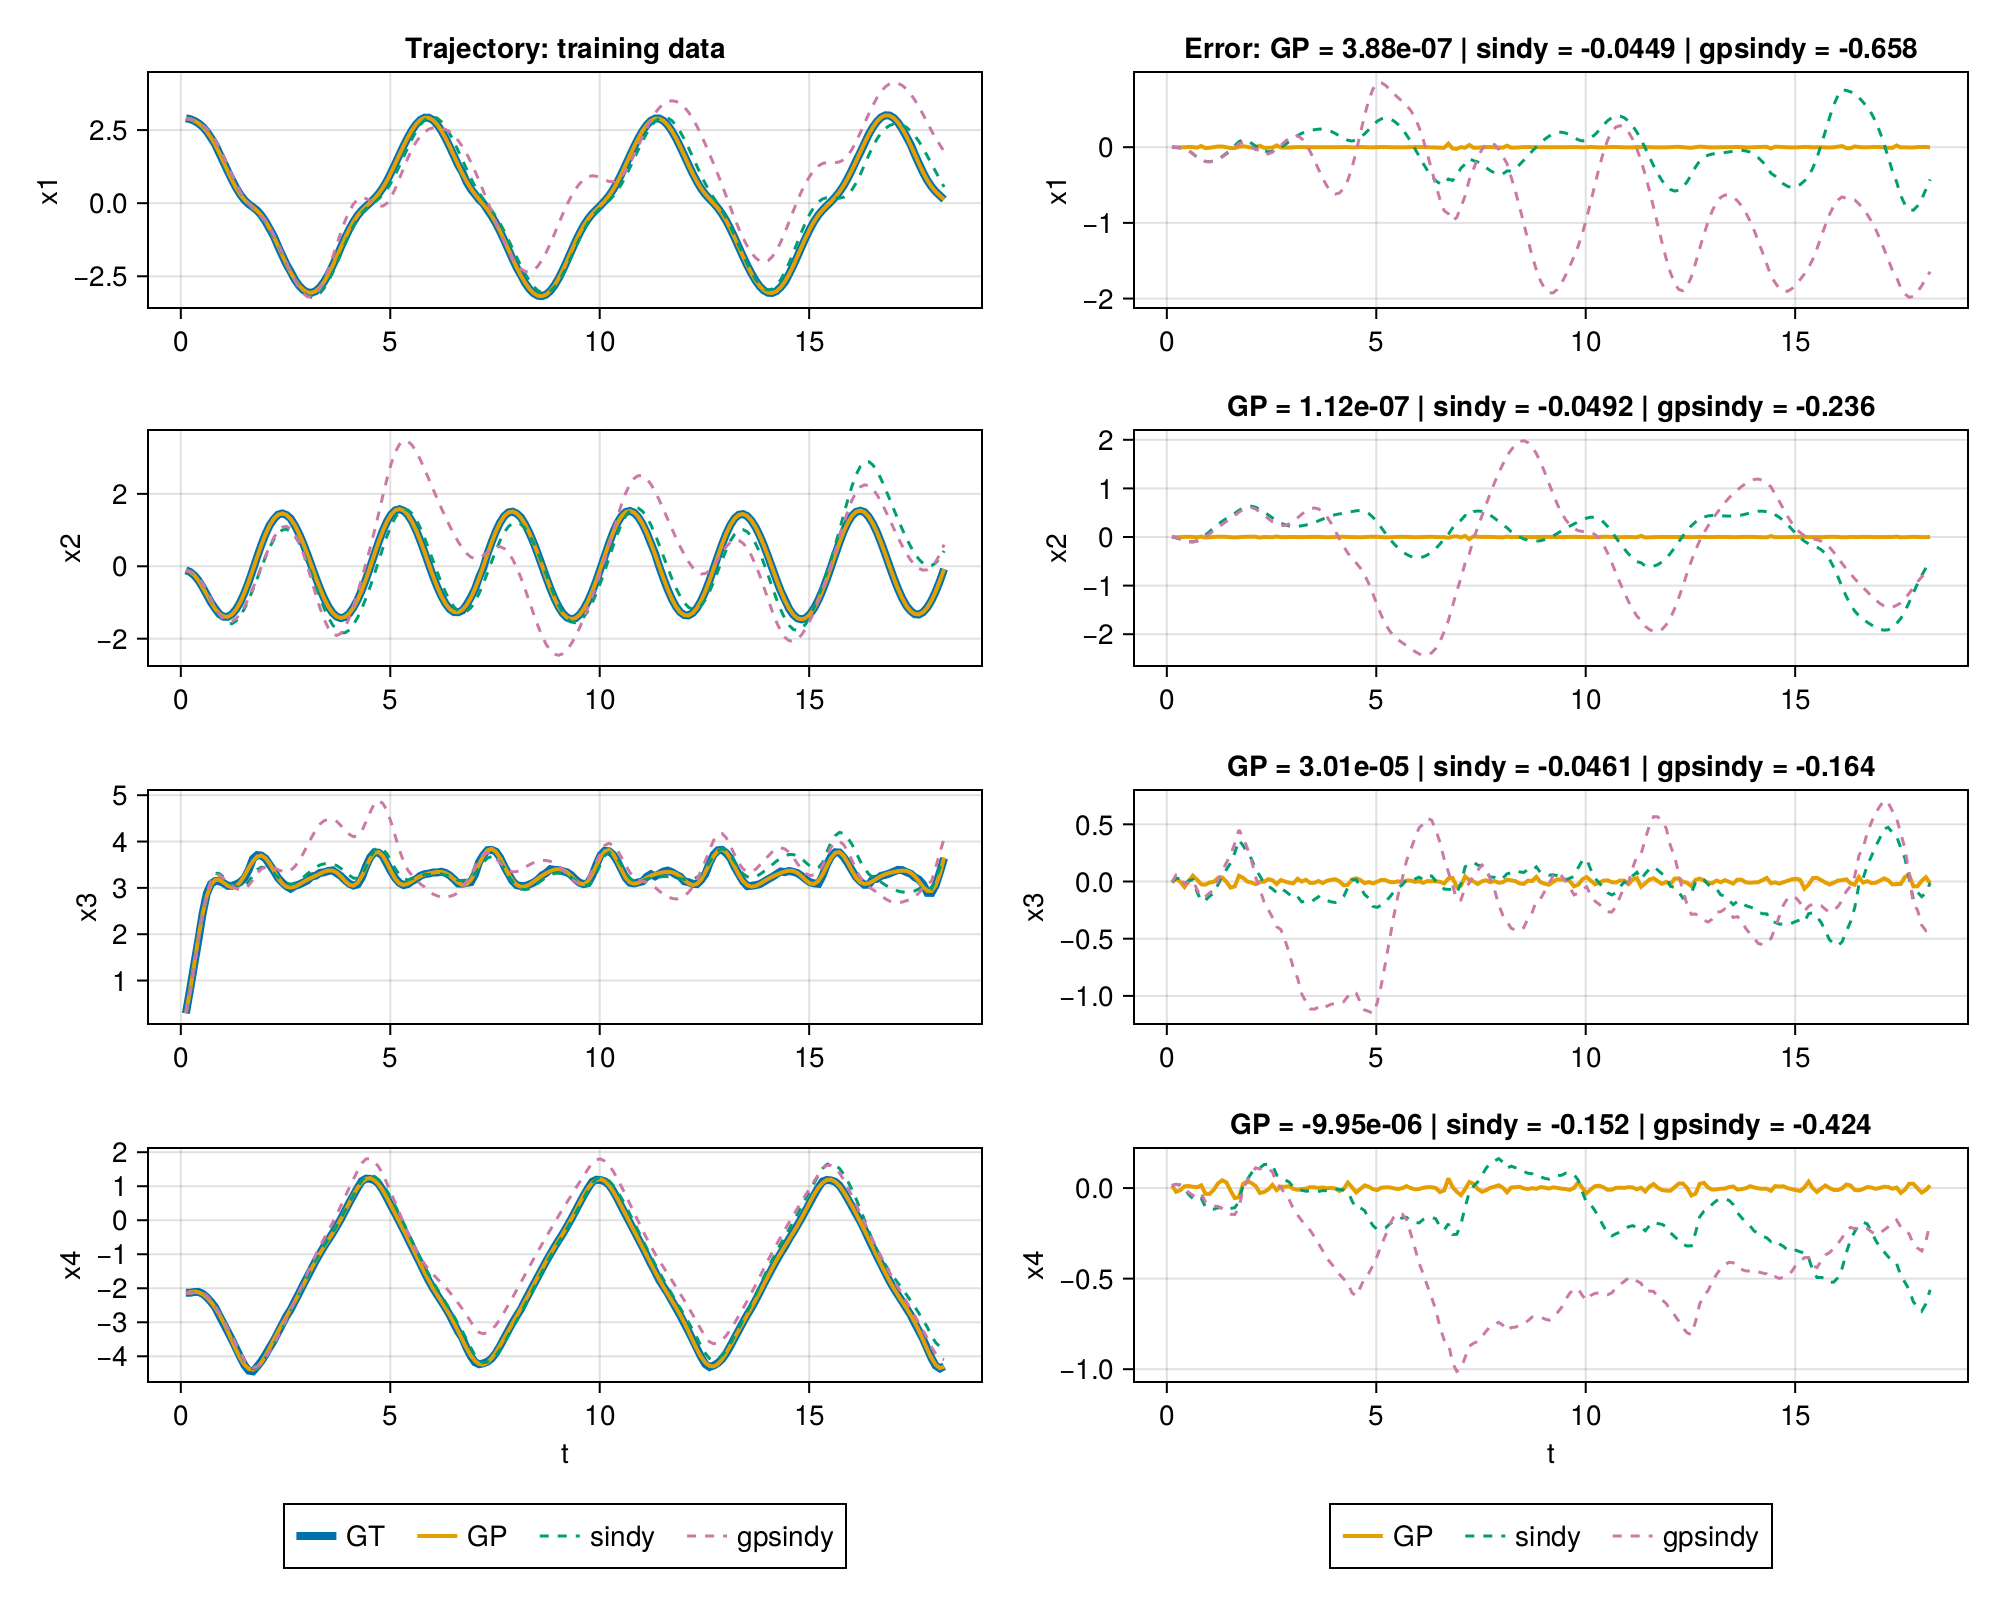 Trajectory: training data
x1
2.5
0.0
−2.5
0 5 10 15
Error: GP = 3.88e-07 | sindy = -0.0449 | gpsindy = -0.658
x1
0
−1
−2
0 5 10 15
x2
2
0
−2
0 5 10 15
GP = 1.12e-07 | sindy = -0.0492 | gpsindy = -0.236
x2
2
1
0
−1
−2
0 5 10 15
x3
5
4
3
2
1
0 5 10 15
GP = 3.01e-05 | sindy = -0.0461 | gpsindy = -0.164
x3
0.5
0.0
−0.5
−1.0
0 5 10 15
x4
2
1
0
−1
−2
−3
−4
0 5 10 15
t
GP = -9.95e-06 | sindy = -0.152 | gpsindy = -0.424
x4
0.0
−0.5
−1.0
0 5 10 15
t
GT GP sindy gpsindy
GP sindy gpsindy